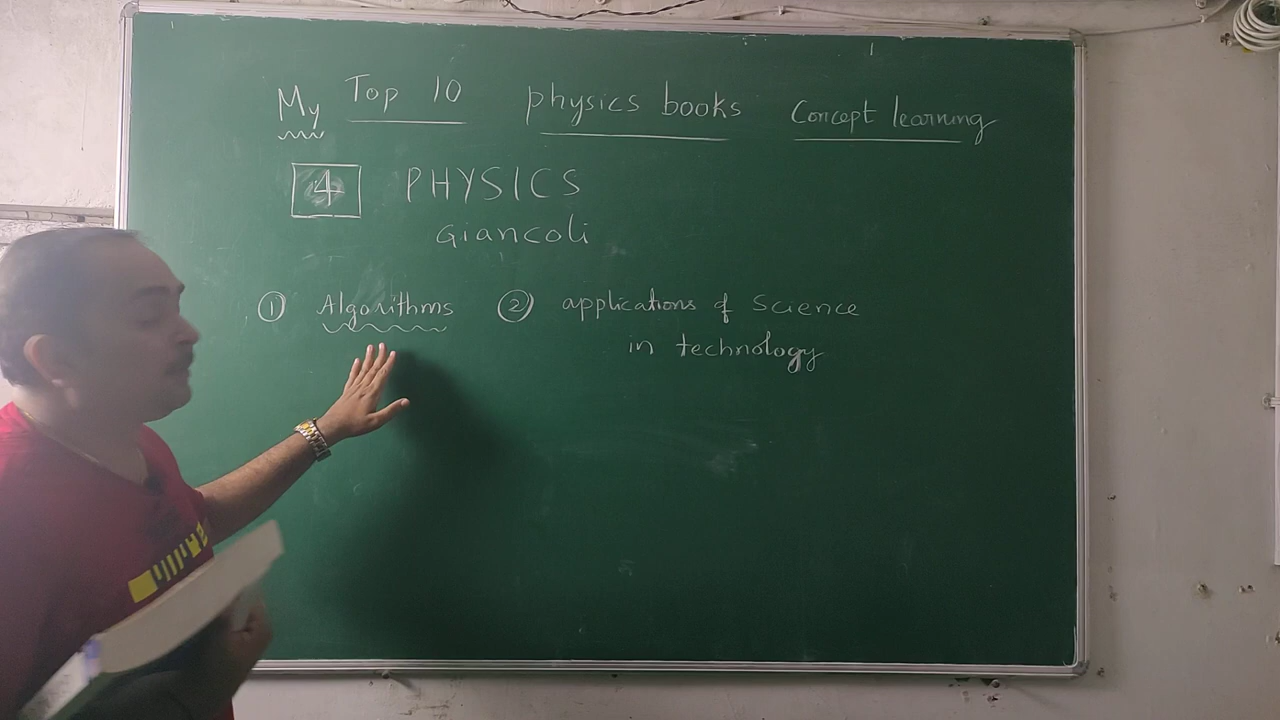 My Top 10 physics books Concept learning
4 PHYSICS
Giancoli
1 Algorithms 2 applications of Science
in technology